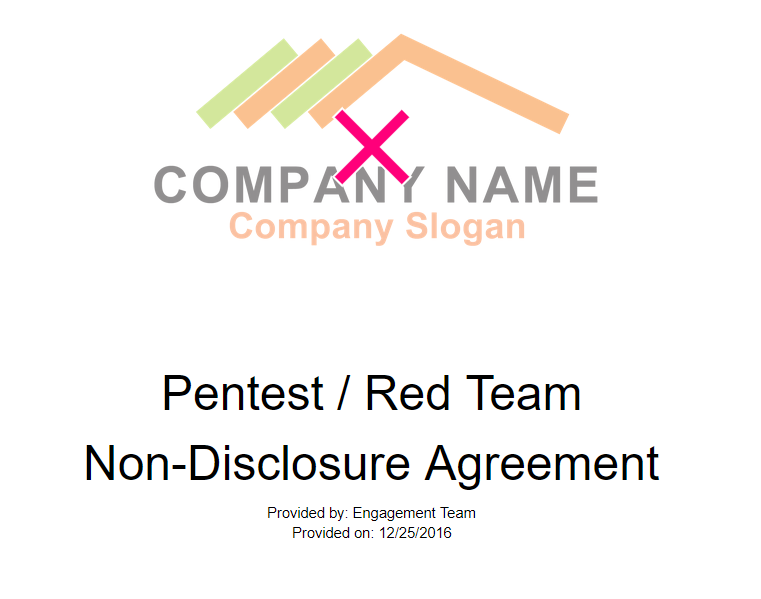 COMPANY NAME
Company Slogan
Pentest / Red Team
Non-Disclosure Agreement
Provided by: Engagement Team
Provided on: 12/25/2016